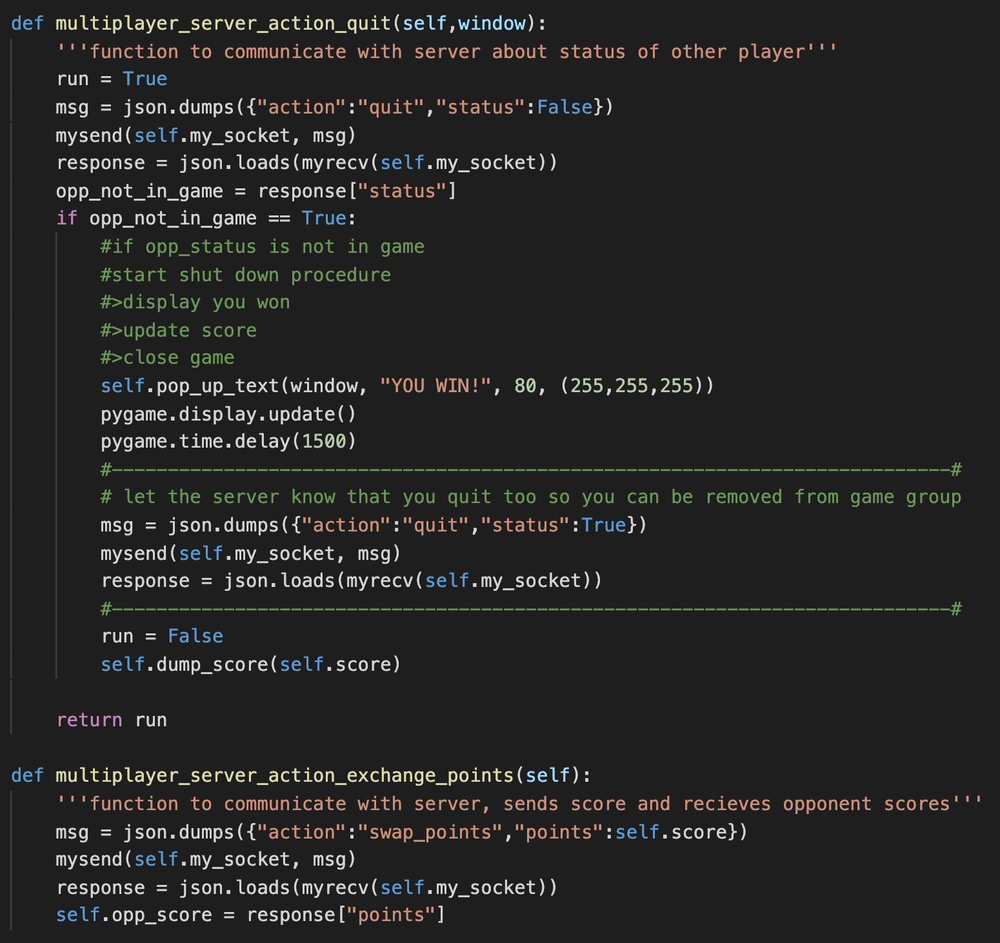 def multiplayer_server_action_quit(self,window):
    '''function to communicate with server about status of other player'''
    run = True
    msg = json.dumps({"action":"quit","status":False})
    mysend(self.my_socket, msg)
    response = json.loads(myrecv(self.my_socket))
    opp_not_in_game = response["status"]
    if opp_not_in_game == True:
        #if opp_status is not in game
        #start shut down procedure
        #>display you won
        #>update score
        #>close game
        self.pop_up_text(window, "YOU WIN!", 80, (255,255,255))
        pygame.display.update()
        pygame.time.delay(1500)
        #---------------------------------------------------------------------------#
        # let the server know that you quit too so you can be removed from game group
        msg = json.dumps({"action":"quit","status":True})
        mysend(self.my_socket, msg)
        response = json.loads(myrecv(self.my_socket))
        #---------------------------------------------------------------------------#
        run = False
        self.dump_score(self.score)
    return run
def multiplayer_server_action_exchange_points(self):
    '''function to communicate with server, sends score and recieves opponent scores'''
    msg = json.dumps({"action":"swap_points","points":self.score})
    mysend(self.my_socket, msg)
    response = json.loads(myrecv(self.my_socket))
    self.opp_score = response["points"]